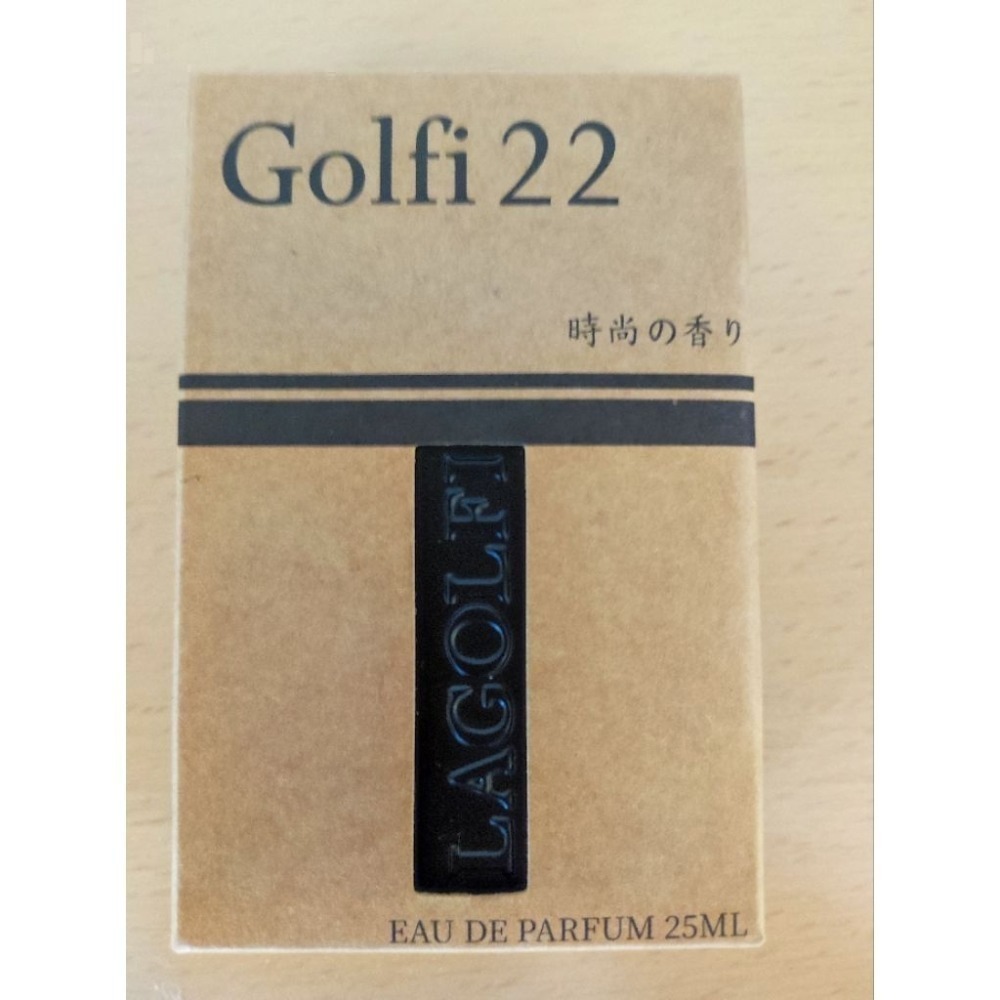 Golfi 22
時尚の香り
LAGOLFI
EAU DE PARFUM 25ML